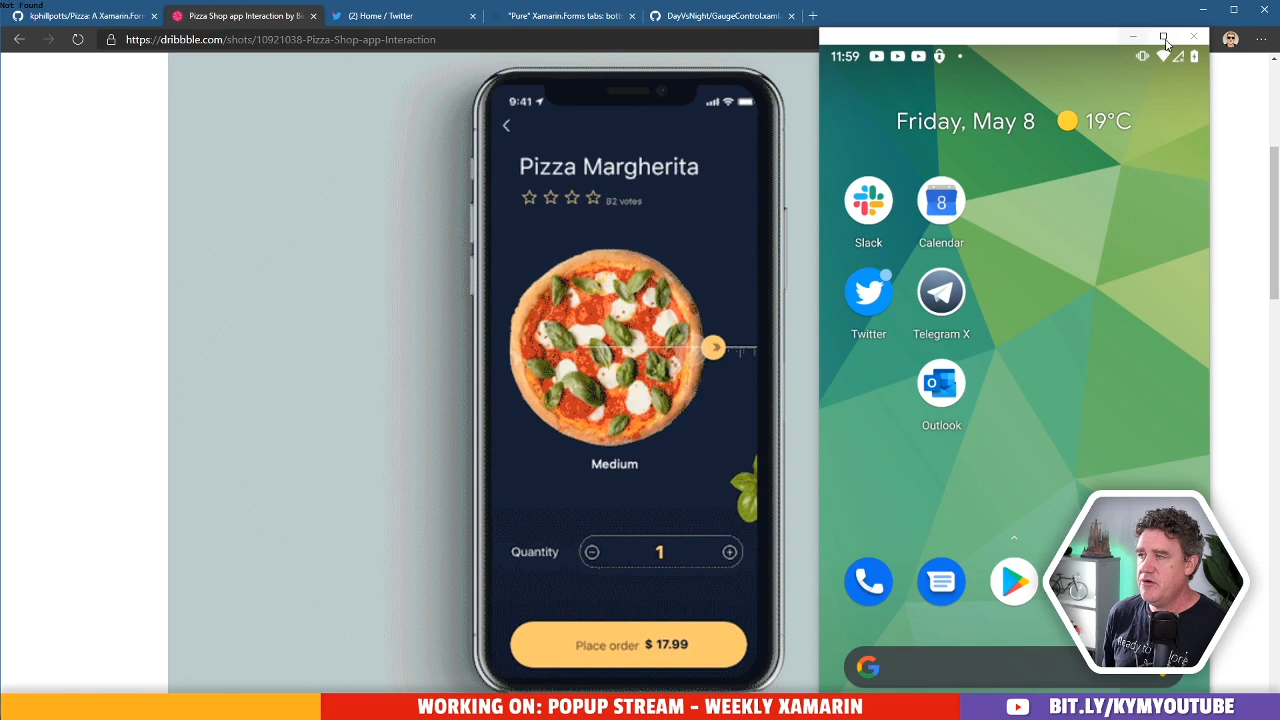 Not Found
kphillpotts/Pizza: A Xamarin.Form
Pizza Shop app Interaction by B
(2) Home / Twitter
"Pure" Xamarin.Forms tabs: bott
DayVsNight/GaugeControl.xaml.
https://dribbble.com/shots/10921038-Pizza-Shop-app-Interaction
9:41
Pizza Margherita
82 votes
Medium
Quantity
1
Place order $ 17.99
11:59
Friday, May 8 19°C
Slack
8
Calendar
Twitter
Telegram X
Outlook
G
Ready to
WORKING ON: POPUP STREAM - WEEKLY XAMARIN
BIT.LY/KYMYOUTUBE